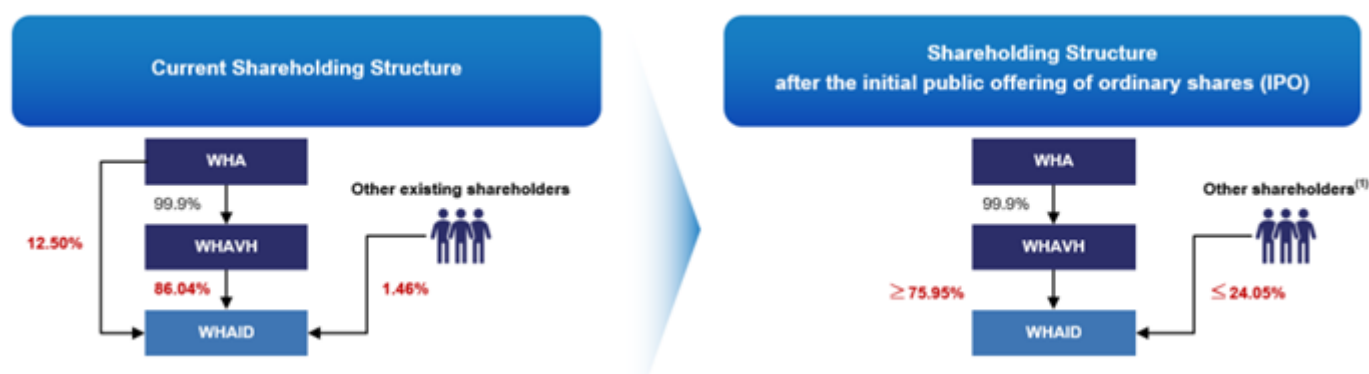 Current Shareholding Structure
WHA
99.9%
Other existing shareholders
12.50%
WHAVH
86.04%
1.46%
WHAID
Shareholding Structure
after the initial public offering of ordinary shares (IPO)
WHA
99.9%
Other shareholders(1)
WHAVH
≥75.95%
≤24.05%
WHAID